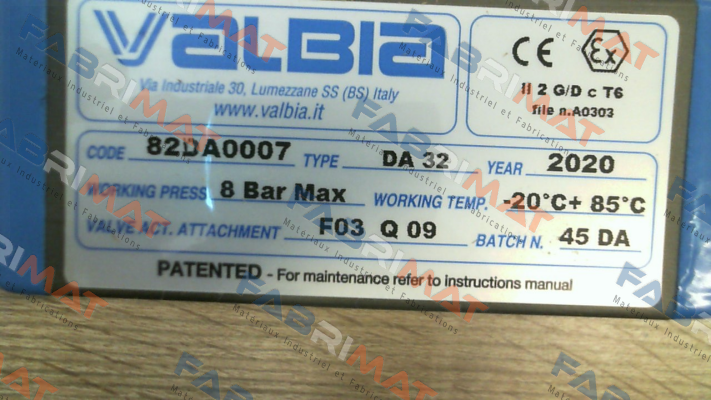 VALBIA
Via Industriale 30, Lumezzane SS (BS) Italy
www.valbia.it
CE Ex
II 2 G/D c T6
file n.A0303
CODE 82DA0007 TYPE DA 32 YEAR 2020
WORKING PRESS 8 Bar Max WORKING TEMP. -20°C+ 85°C
VALVE ACT. ATTACHMENT F03 Q 09 BATCH N. 45 DA
PATENTED - For maintenance refer to instructions manual
FABRIMAT
Materiaux Industriel et Fabrications